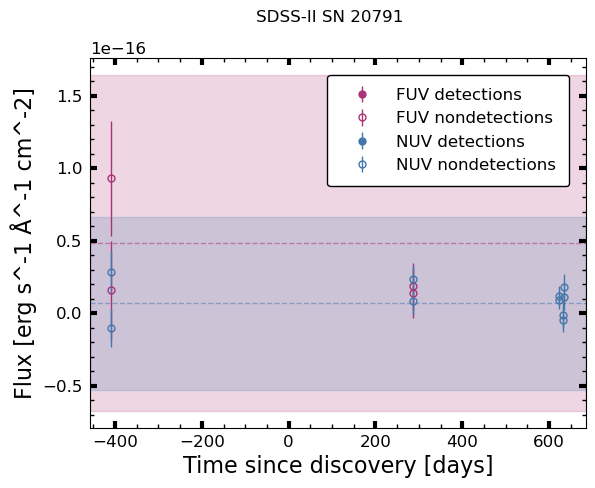 SDSS-II SN 20791
1e−16
FUV detections
FUV nondetections
NUV detections
NUV nondetections
1.5
1.0
0.5
0.0
−0.5
Flux [erg s^-1 Å^-1 cm^-2]
−400 −200 0 200 400 600
Time since discovery [days]